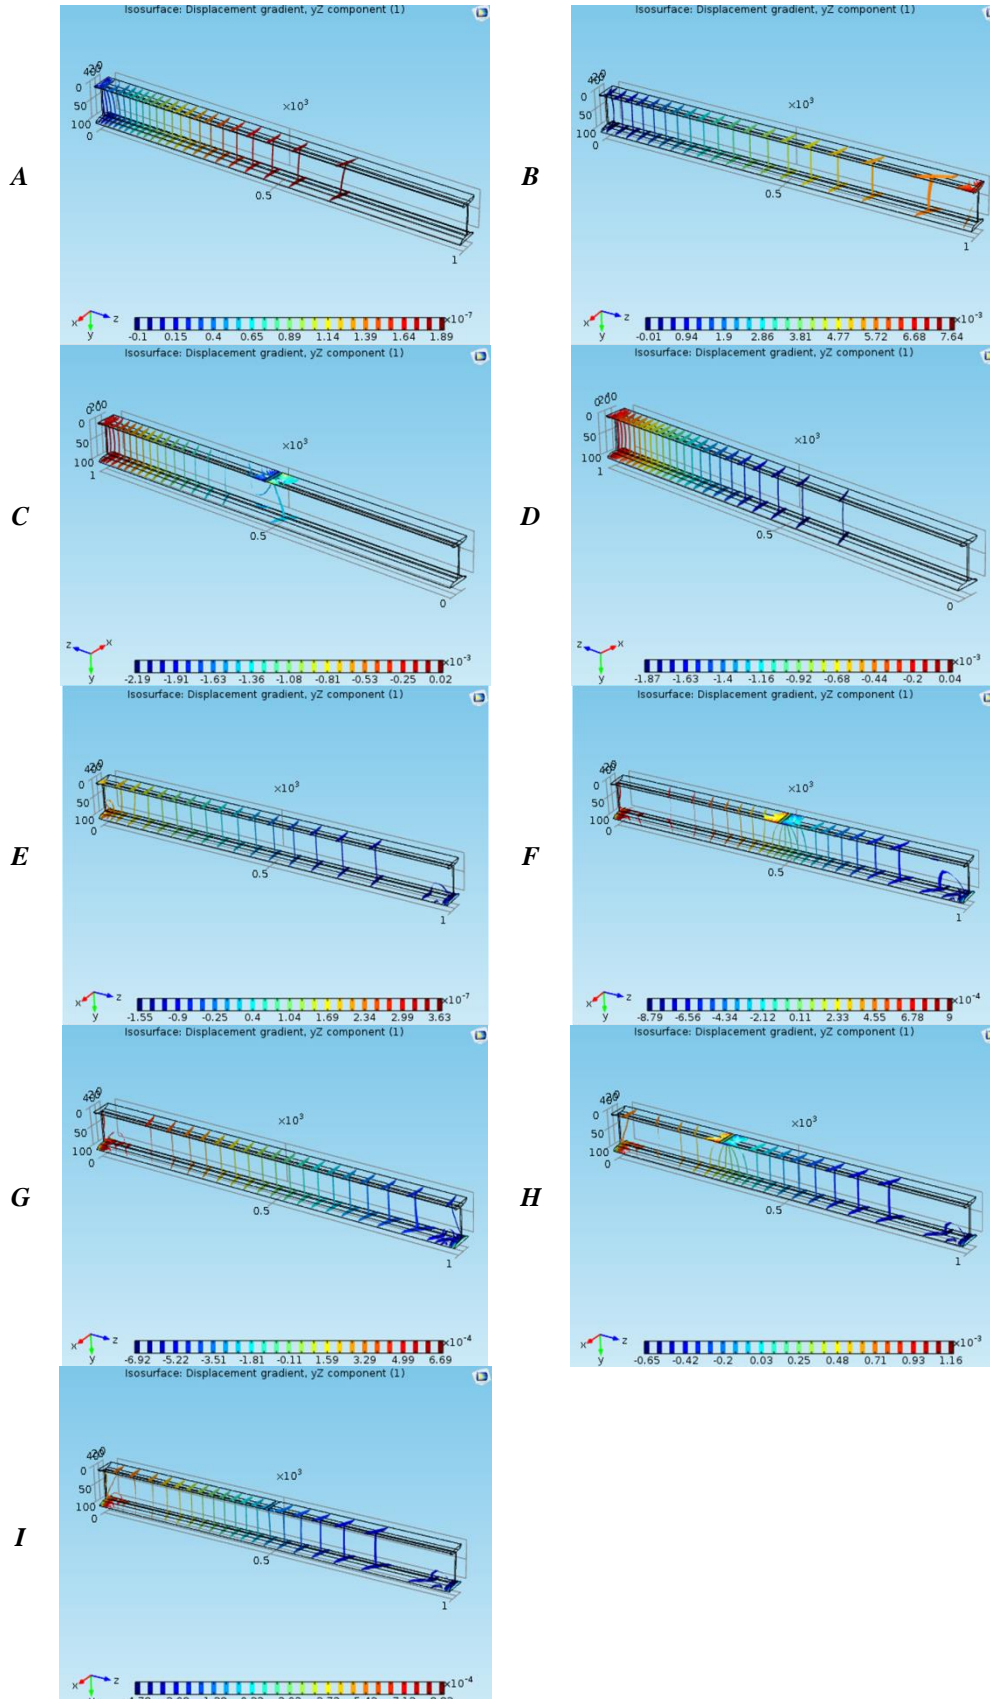 Isosurface: Displacement gradient, yZ component (1)
Isosurface: Displacement gradient, yZ component (1)
×10³
0
50
100
0
0.5
1
A
x
y
z
×10⁻⁷
-0.1 0.15 0.4 0.65 0.89 1.14 1.39 1.64 1.89
×10³
0
50
100
0
0.5
1
B
x
y
z
×10⁻³
-0.01 0.94 1.9 2.86 3.81 4.77 5.72 6.68 7.64
Isosurface: Displacement gradient, yZ component (1)
Isosurface: Displacement gradient, yZ component (1)
×10³
0
50
100
1
0.5
0
C
z
x
y
×10⁻³
-2.19 -1.91 -1.63 -1.36 -1.08 -0.81 -0.53 -0.25 0.02
×10³
0
50
100
1
0.5
0
D
z
x
y
×10⁻³
-1.87 -1.63 -1.4 -1.16 -0.92 -0.68 -0.44 -0.2 0.04
Isosurface: Displacement gradient, yZ component (1)
Isosurface: Displacement gradient, yZ component (1)
×10³
0
50
100
0
0.5
1
E
x
y
z
×10⁻⁷
-1.55 -0.9 -0.25 0.4 1.04 1.69 2.34 2.99 3.63
×10³
0
50
100
0
0.5
1
F
x
y
z
×10⁻⁴
-8.79 -6.56 -4.34 -2.12 0.11 2.33 4.55 6.78 9
Isosurface: Displacement gradient, yZ component (1)
Isosurface: Displacement gradient, yZ component (1)
×10³
0
50
100
0
0.5
1
G
x
y
z
×10⁻⁴
-6.92 -5.22 -3.51 -1.81 -0.11 1.59 3.29 4.99 6.69
×10³
0
50
100
0
0.5
1
H
x
y
z
×10⁻³
-0.65 -0.42 -0.2 0.03 0.25 0.48 0.71 0.93 1.16
Isosurface: Displacement gradient, yZ component (1)
×10³
0
50
100
0
0.5
1
I
x
y
z
×10⁻⁴